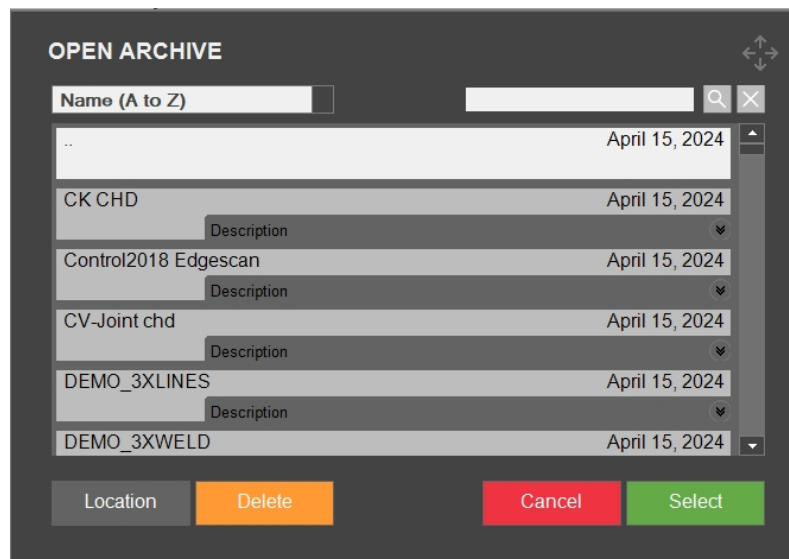 OPEN ARCHIVE
Name (A to Z)
.. April 15, 2024
CK CHD April 15, 2024
Description
Control2018 Edgescan April 15, 2024
Description
CV-Joint chd April 15, 2024
Description
DEMO_3XLINES April 15, 2024
Description
DEMO_3XWELD April 15, 2024
Location Delete Cancel Select